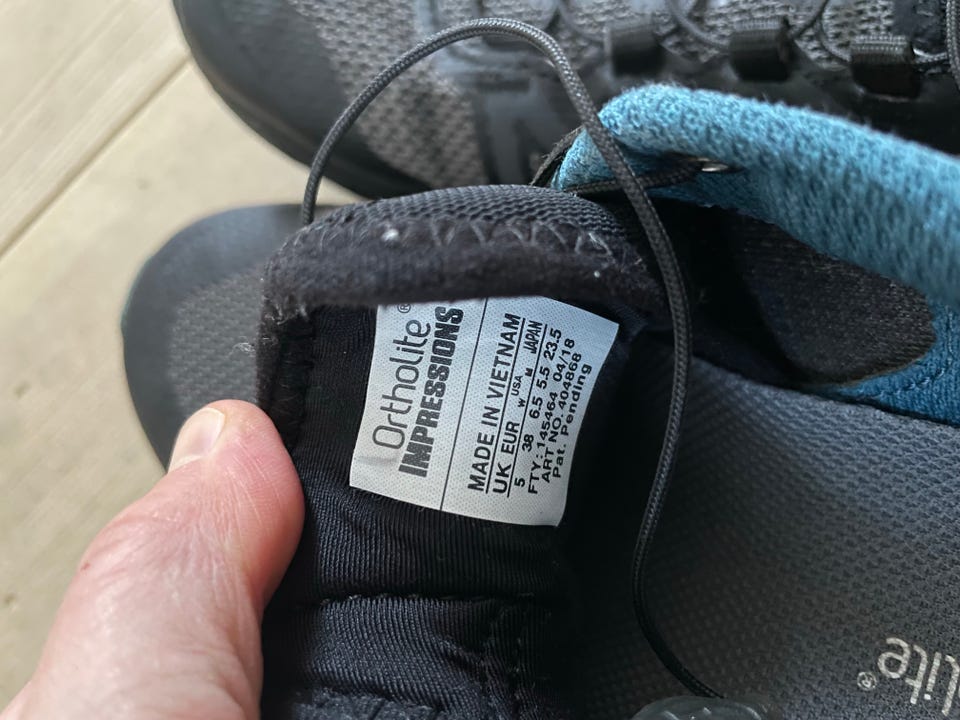 Ortholite®
IMPRESSIONS
MADE IN VIETNAM
UK EUR W USA M JAPAN
5 38 6.5 5.5 23.5
FTY: 145464 04/18
ART NO. 404868
Pat. Pending
lite®